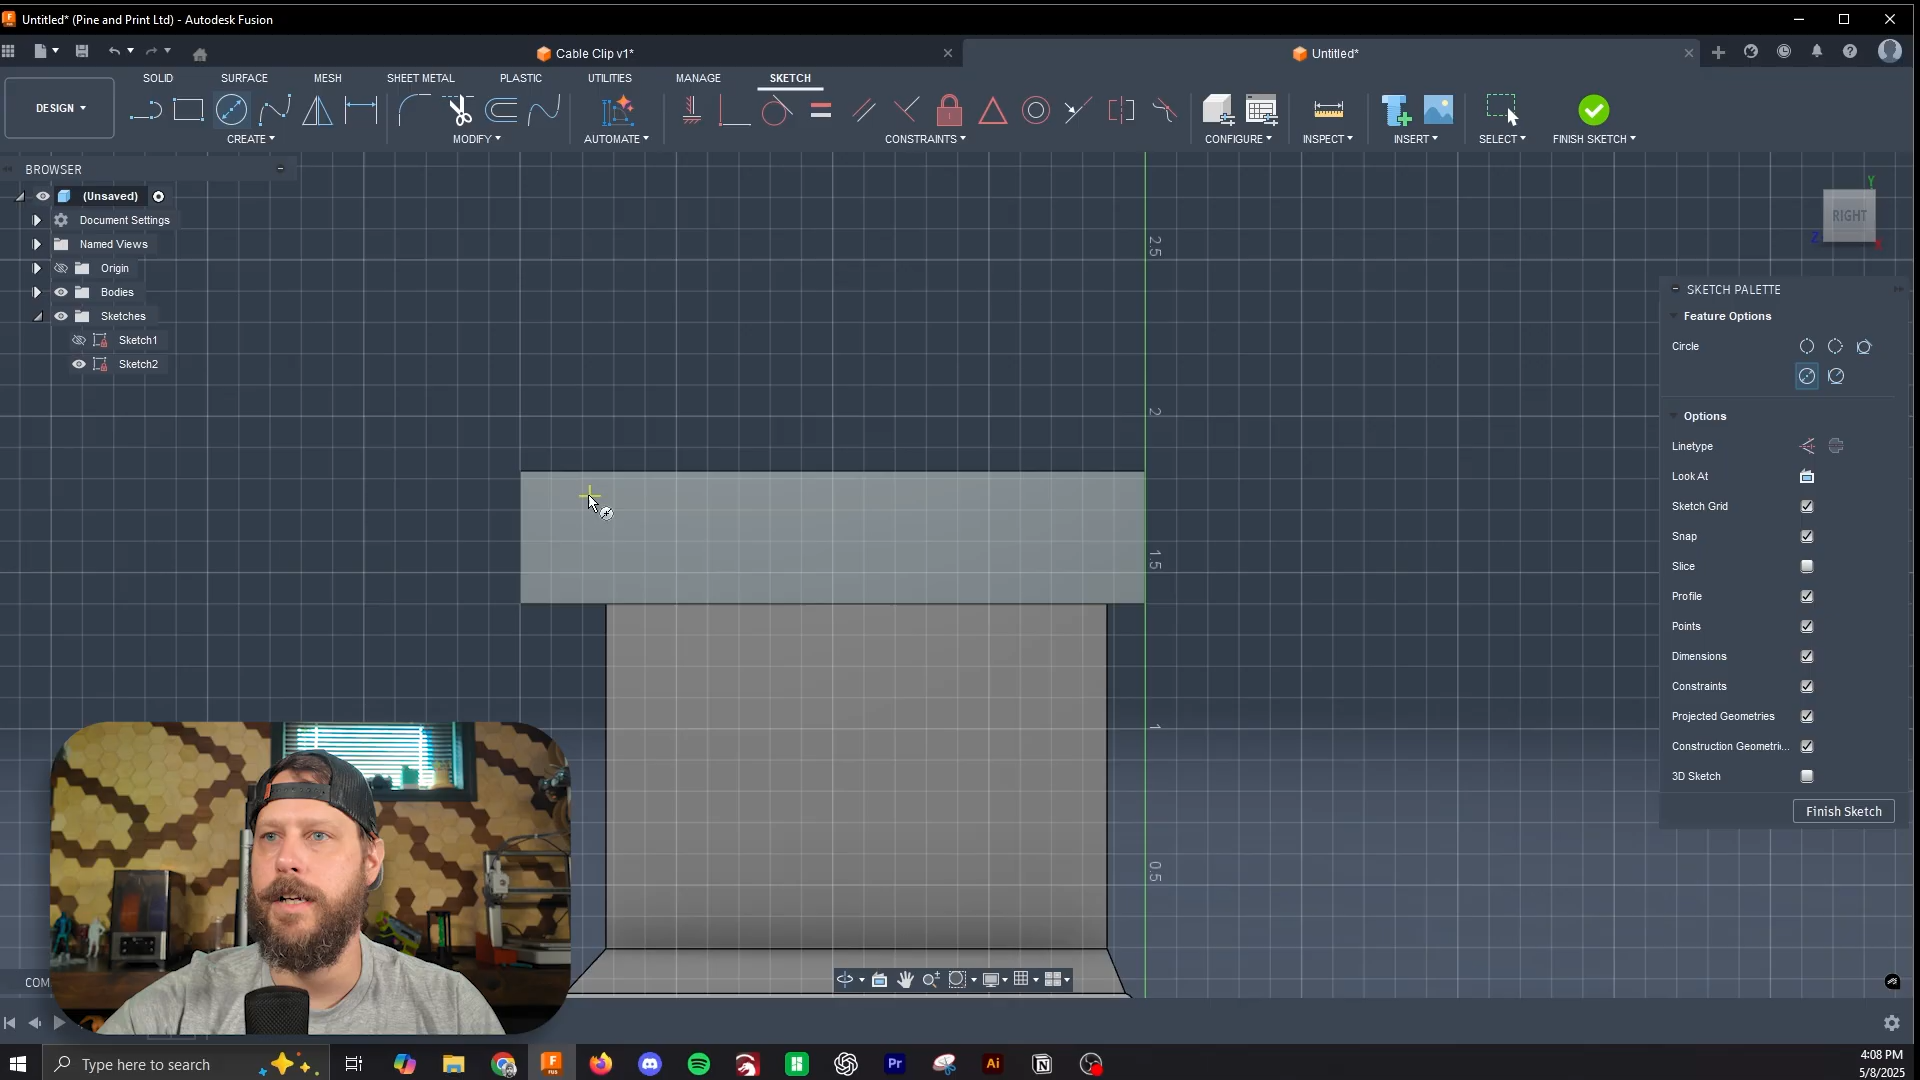 Untitled* (Pine and Print Ltd) - Autodesk Fusion
Cable Clip v1*
Untitled*
DESIGN
SOLID
SURFACE
MESH
SHEET METAL
PLASTIC
UTILITIES
MANAGE
SKETCH
CREATE
MODIFY
AUTOMATE
CONSTRAINTS
CONFIGURE
INSPECT
INSERT
SELECT
FINISH SKETCH
BROWSER
(Unsaved)
Document Settings
Named Views
Origin
Bodies
Sketches
Sketch1
Sketch2
2.5
2
1.5
1
0.5
Y
RIGHT
Z
X
SKETCH PALETTE
Feature Options
Circle
Options
Linetype
Look At
Sketch Grid
Snap
Slice
Profile
Points
Dimensions
Constraints
Projected Geometries
Construction Geometri...
3D Sketch
Finish Sketch
COM
Type here to search
FUS
Pr
Ai
4:08 PM
5/8/2025